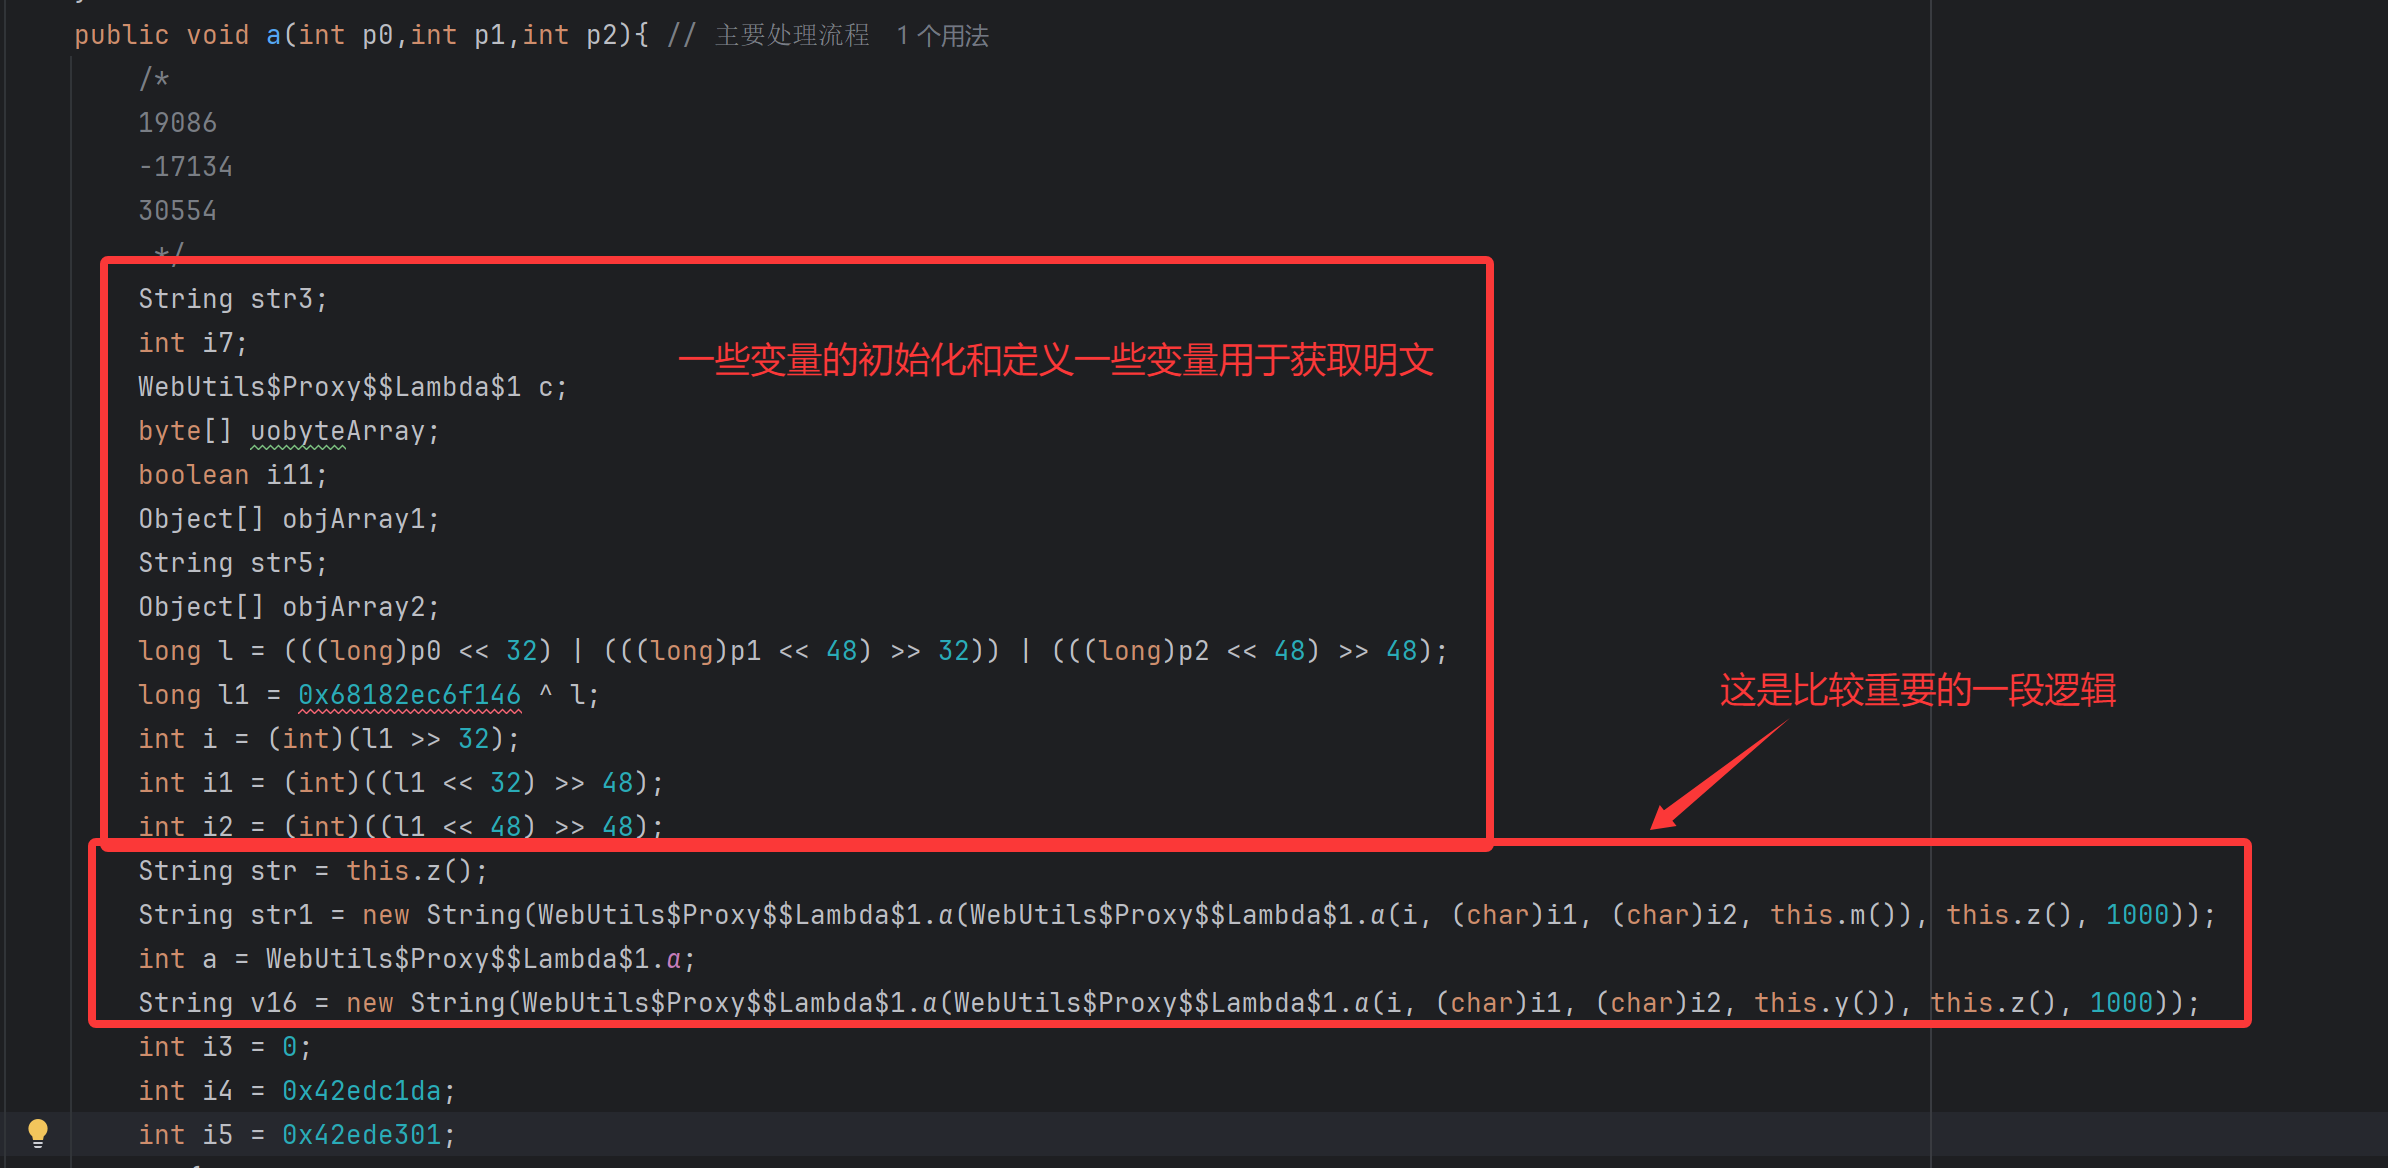 public void a(int p0,int p1,int p2){ // 主要处理流程 1 个用法
/*
19086
-17134
30554
*/
String str3;
int i7;
一些变量的初始化和定义一些变量用于获取明文
WebUtils$Proxy$$Lambda$1 c;
byte[] uobyteArray;
boolean i11;
Object[] objArray1;
String str5;
Object[] objArray2;
long l = (((long)p0 << 32) | (((long)p1 << 48) >> 32)) | (((long)p2 << 48) >> 48);
这是比较重要的一段逻辑
long l1 = 0x68182ec6f146 ^ l;
int i = (int)(l1 >> 32);
int i1 = (int)((l1 << 32) >> 48);
int i2 = (int)((l1 << 48) >> 48);
String str = this.z();
String str1 = new String(WebUtils$Proxy$$Lambda$1.a(WebUtils$Proxy$$Lambda$1.a(i, (char)i1, (char)i2, this.m()), this.z(), 1000));
int a = WebUtils$Proxy$$Lambda$1.a;
String v16 = new String(WebUtils$Proxy$$Lambda$1.a(WebUtils$Proxy$$Lambda$1.a(i, (char)i1, (char)i2, this.y()), this.z(), 1000));
int i3 = 0;
int i4 = 0x42edc1da;
int i5 = 0x42ede301;